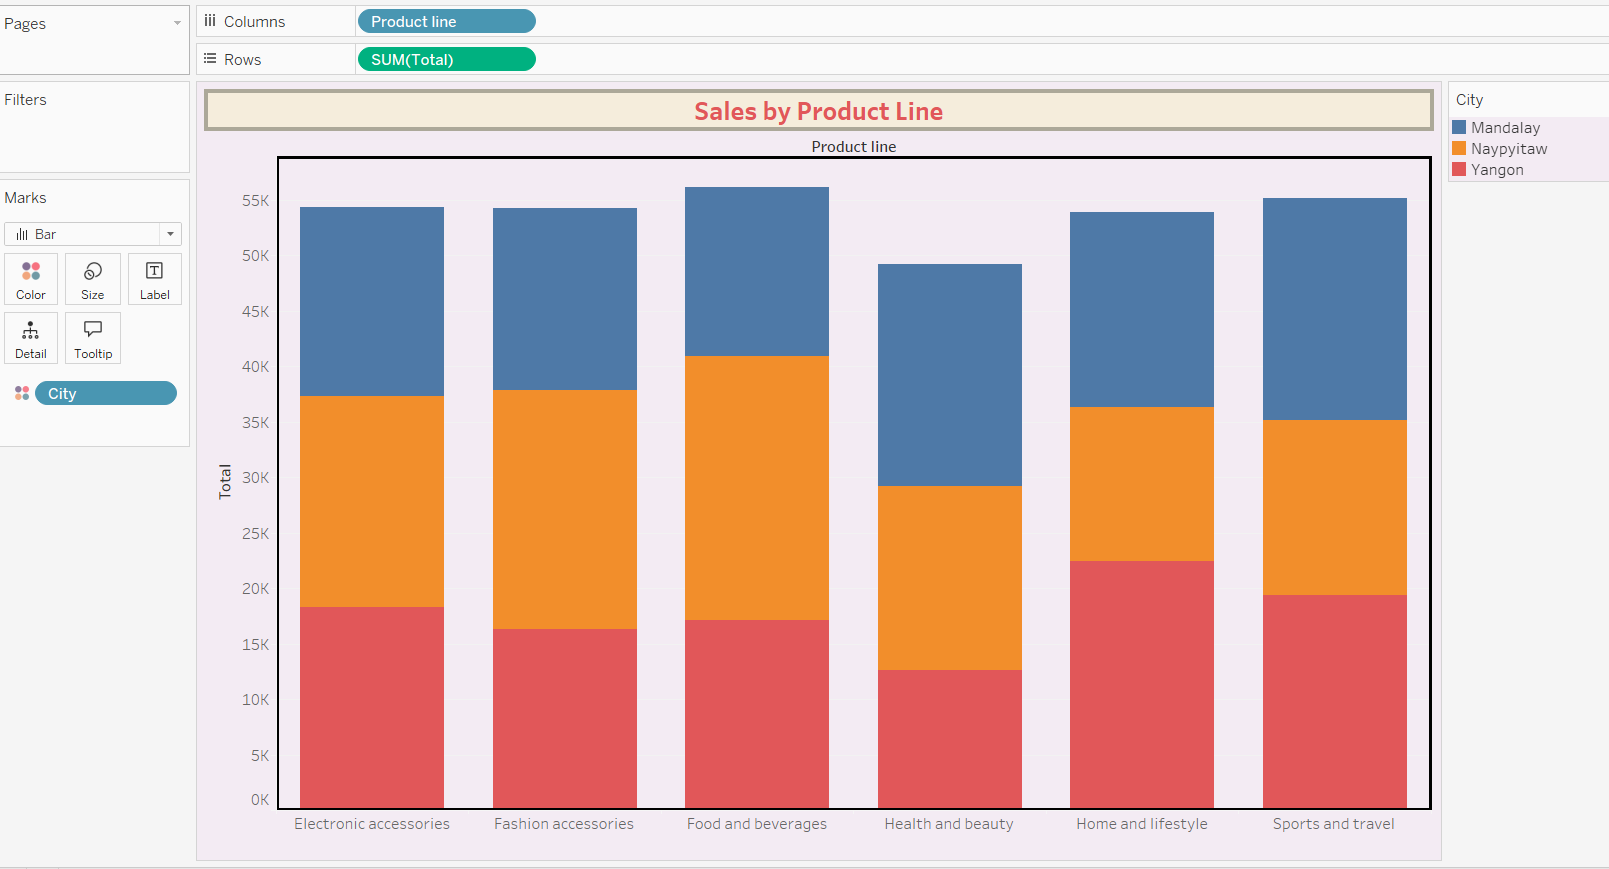 Pages
Columns
Product line
Rows
SUM(Total)
Filters
Marks
Bar
Color
Size
Label
Detail
Tooltip
City
Sales by Product Line
Product line
Total
55K
50K
45K
40K
35K
30K
25K
20K
15K
10K
5K
0K
Electronic accessories
Fashion accessories
Food and beverages
Health and beauty
Home and lifestyle
Sports and travel
City
Mandalay
Naypyitaw
Yangon